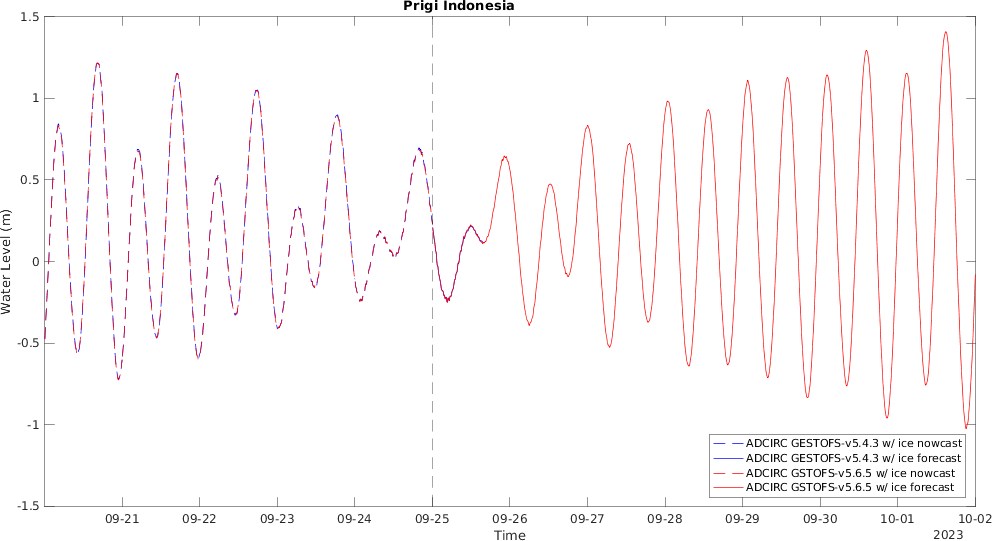 Prigi Indonesia
1.5
1
0.5
0
-0.5
-1
-1.5
Water Level (m)
09-21 09-22 09-23 09-24 09-25 09-26 09-27 09-28 09-29 09-30 10-01 10-02
Time
2023
ADCIRC GESTOFS-v5.4.3 w/ ice nowcast
ADCIRC GESTOFS-v5.4.3 w/ ice forecast
ADCIRC GSTOFS-v5.6.5 w/ ice nowcast
ADCIRC GSTOFS-v5.6.5 w/ ice forecast